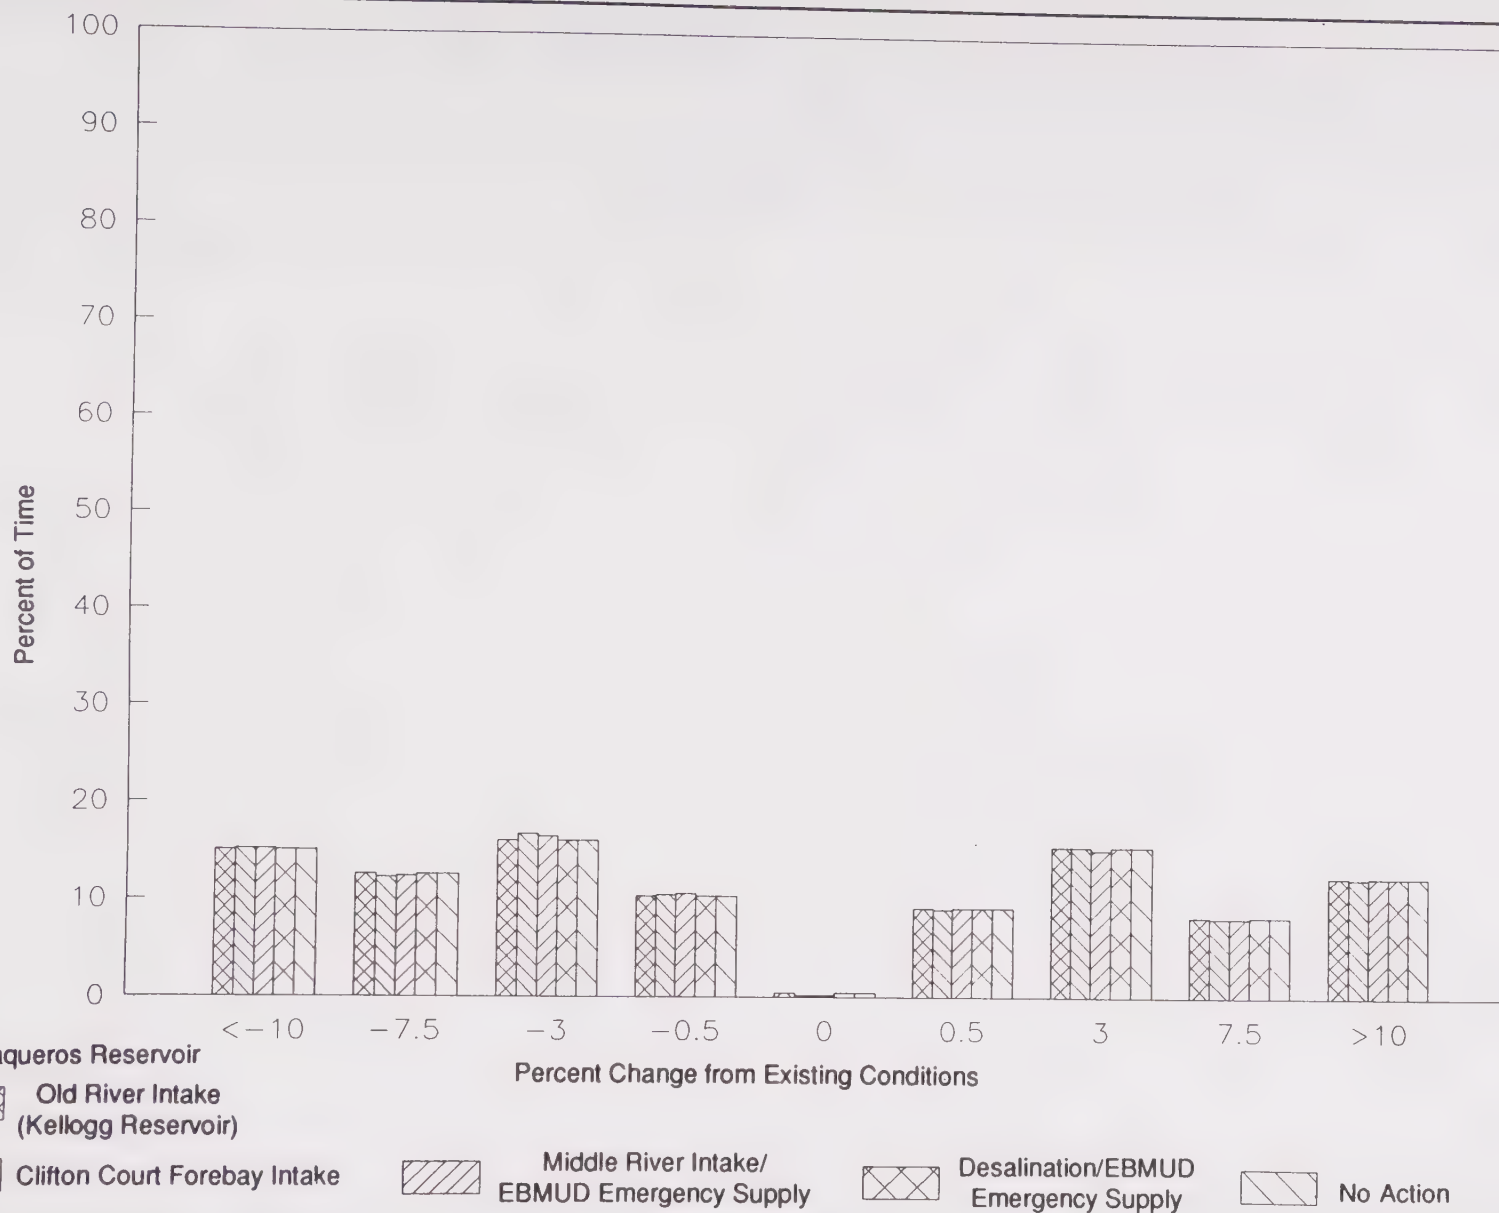 100
90
80
70
60
50
40
30
20
10
0
Percent of Time
<-10 -7.5 -3 -0.5 0 0.5 3 7.5 >10
Percent Change from Existing Conditions
Reservoir
Old River Intake
(Kellogg Reservoir)
Clifton Court Forebay Intake
Middle River Intake/
EBMUD Emergency Supply
Desalination/EBMUD
Emergency Supply
No Action